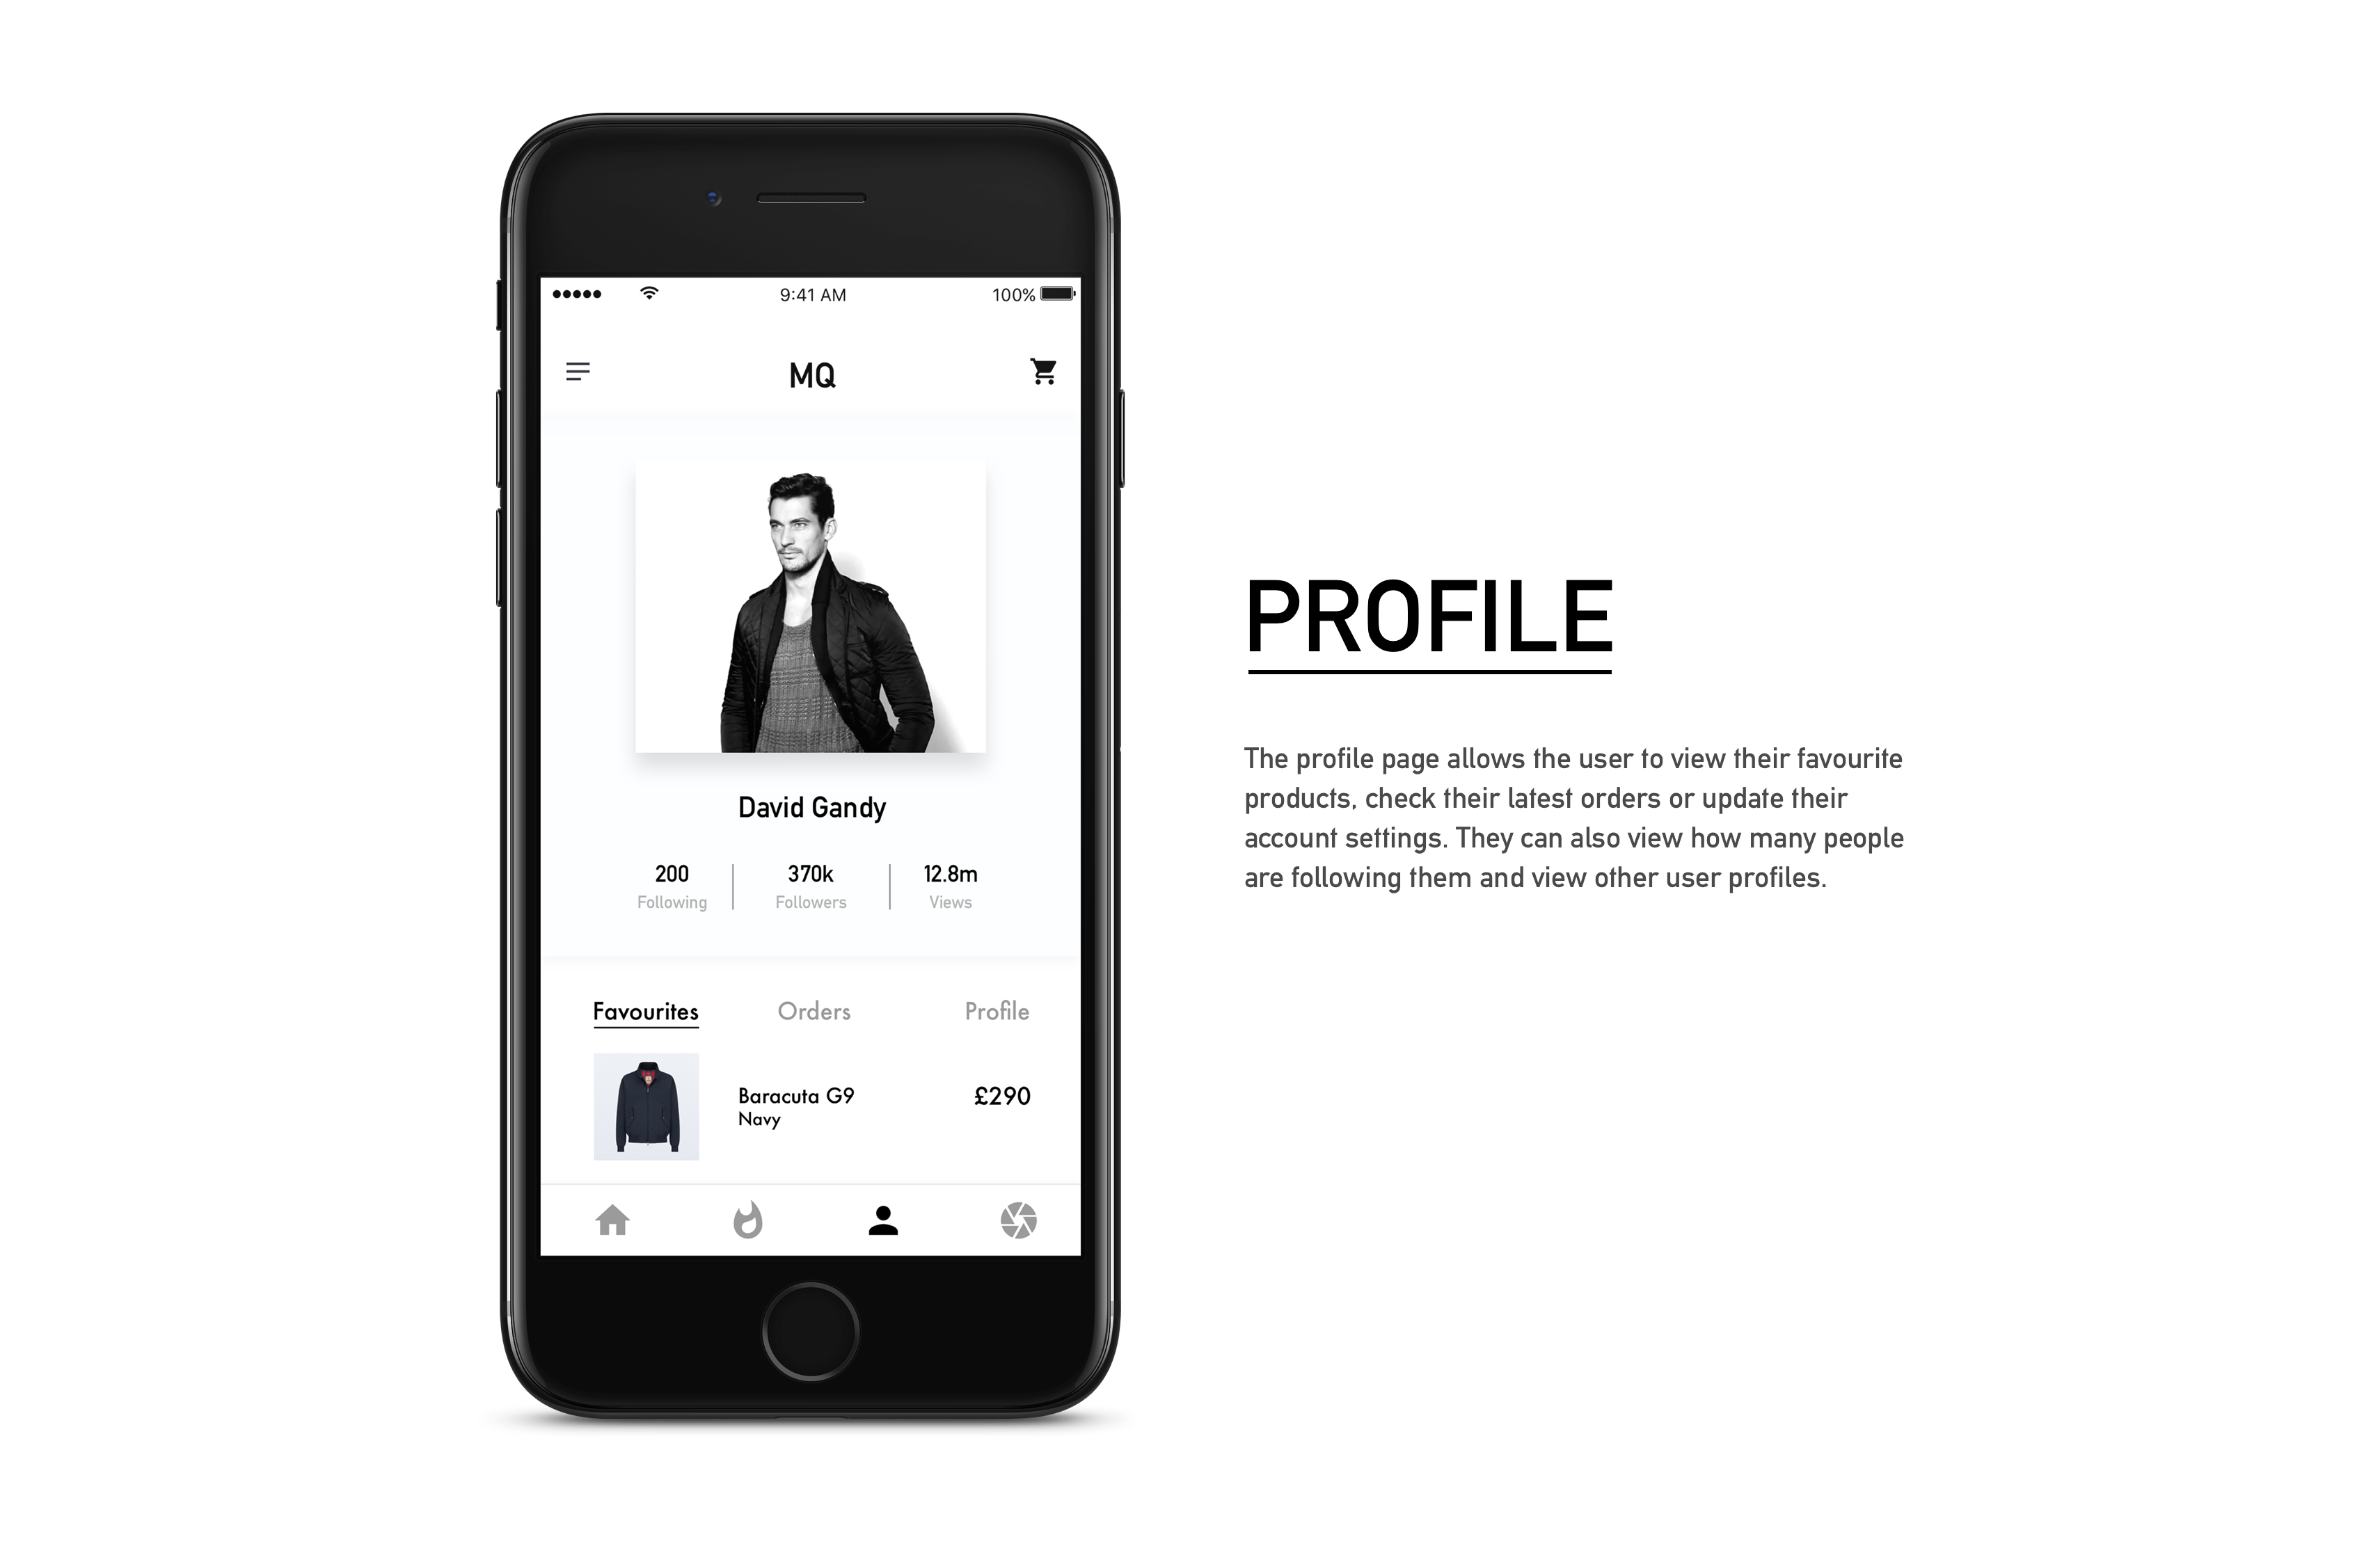 9:41 AM
100%
MQ
David Gandy
200
370k
12.8m
Following
Followers
Views
Favourites
Orders
Profile
Baracuta G9
£290
Navy
PROFILE
The profile page allows the user to view their favourite
products, check their latest orders or update their
account settings. They can also view how many people
are following them and view other user profiles.